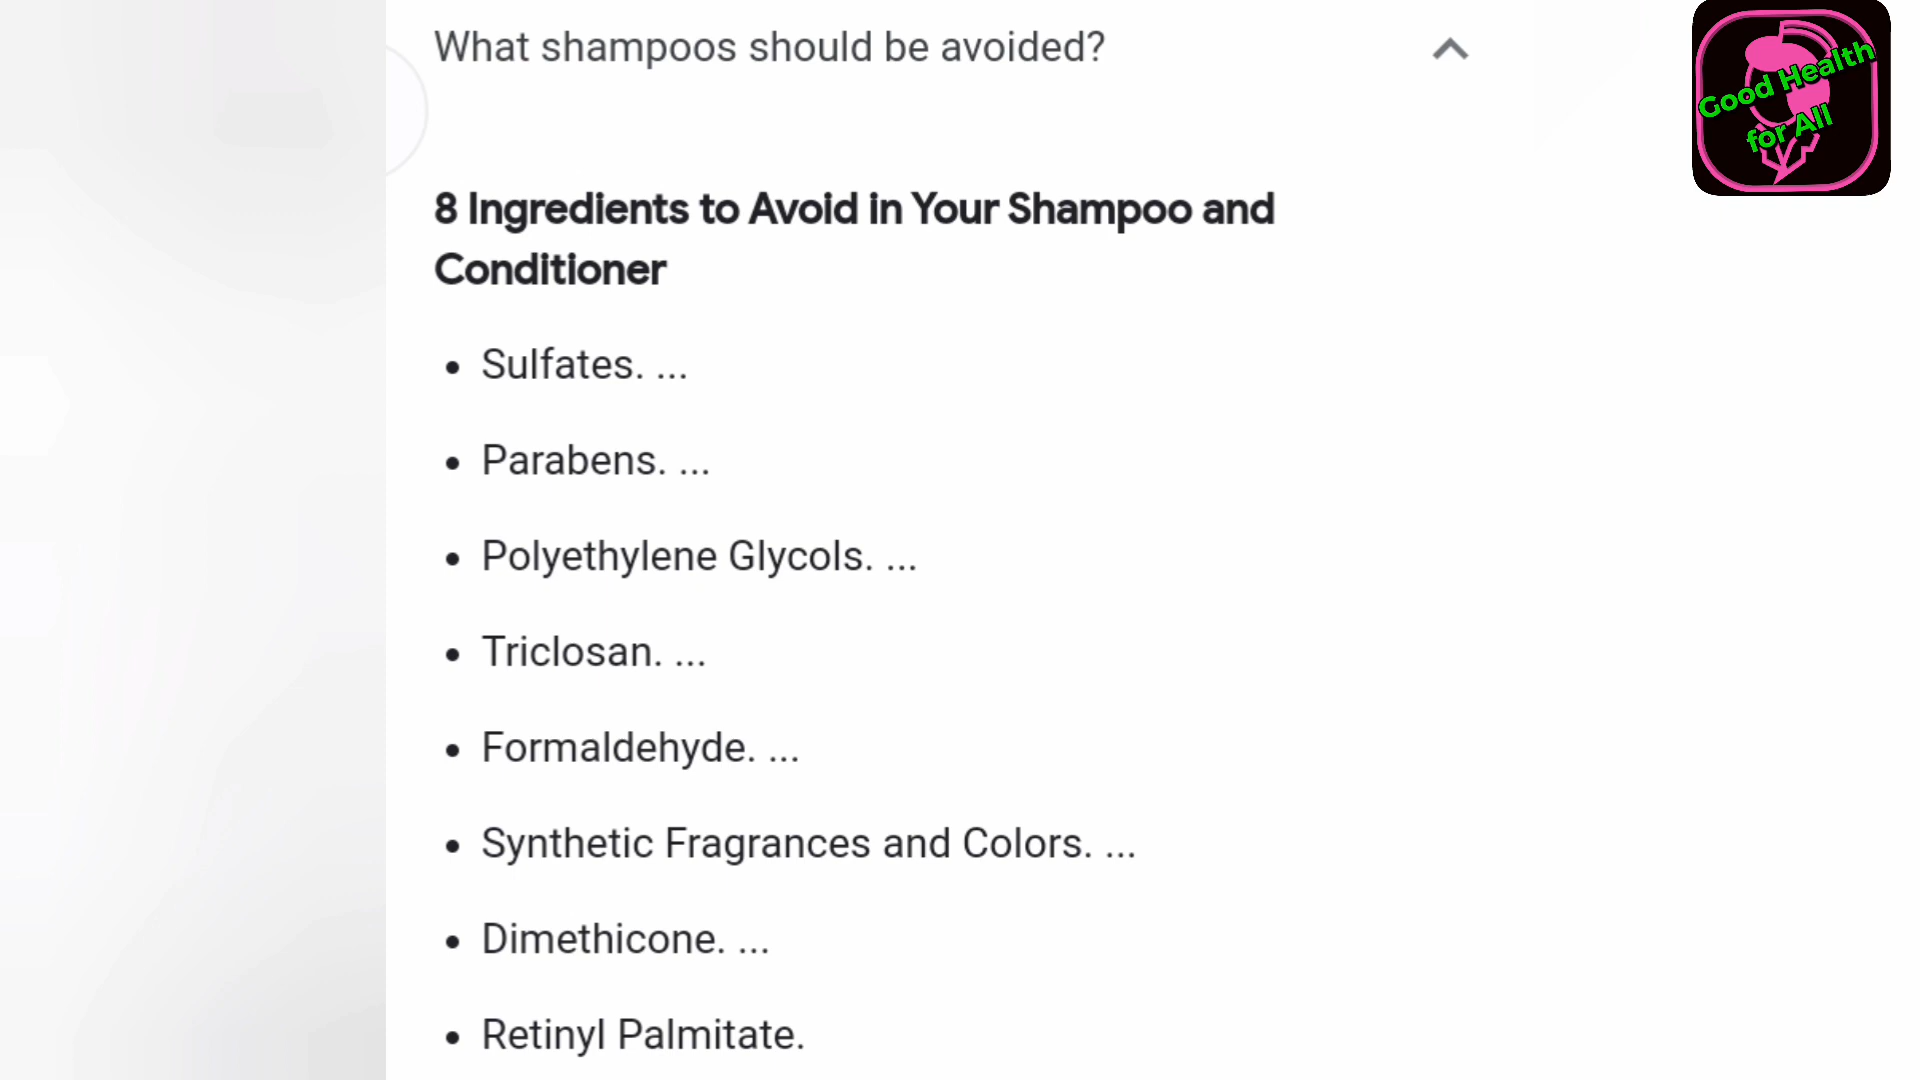 What shampoos should be avoided?
Good Health
for All
8 Ingredients to Avoid in Your Shampoo and
Conditioner
• Sulfates. ...
• Parabens. ...
• Polyethylene Glycols. ...
• Triclosan. ...
• Formaldehyde. ...
• Synthetic Fragrances and Colors. ...
• Dimethicone. ...
• Retinyl Palmitate.